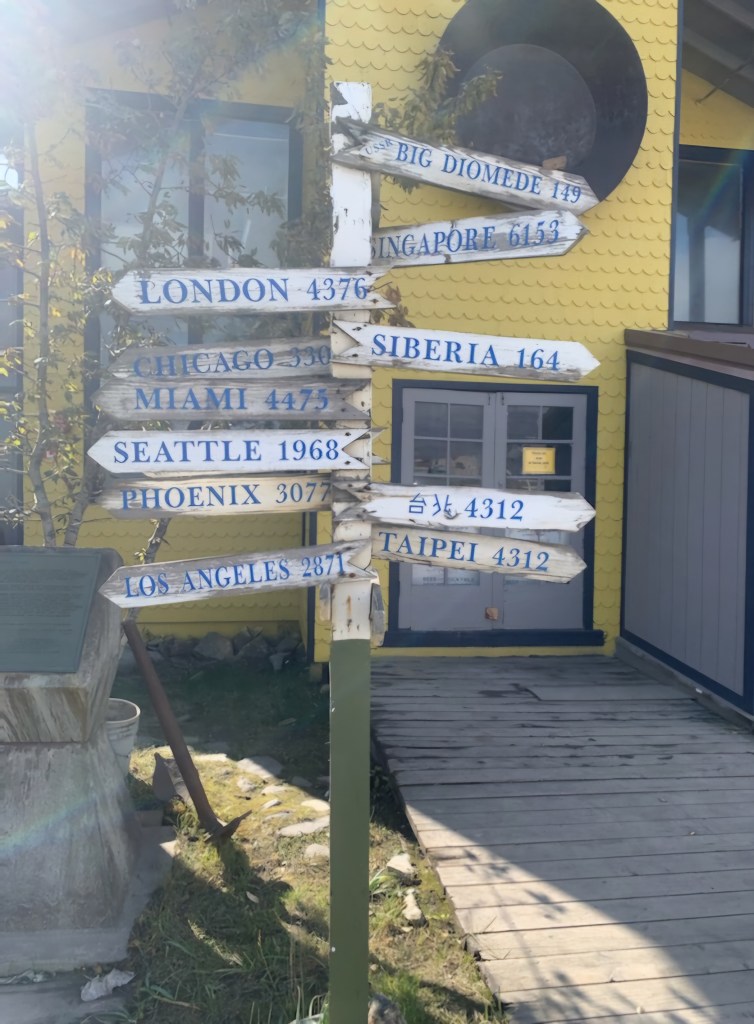 USSR BIG DIOMEDE 149
SINGAPORE 6153
LONDON 4376
SIBERIA 164
CHICAGO 330
MIAMI 4475
SEATTLE 1968
PHOENIX 3077
台北 4312
TAIPEI 4312
LOS ANGELES 2871